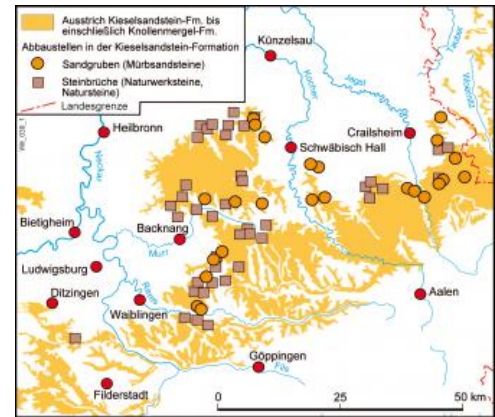 Ausstrich Kieselsandstein-Fm. bis
einschließlich Knollenmergel-Fm.
Abbaustellen in der Kieselsandstein-Formation
Sandgruben (Mürbsandsteine)
Steinbrüche (Naturwerksteine,
Natursteine)
Landesgrenze
Künzelsau
Tauber
Wörnitz
Jagst
Kocher
Heilbronn
Crailsheim
Schwäbisch Hall
Neckar
Bietigheim
Backnang
Murr
Ludwigsburg
Ditzingen
Rems
Waiblingen
Aalen
Göppingen
Fils
Filderstadt
0 25 50 km